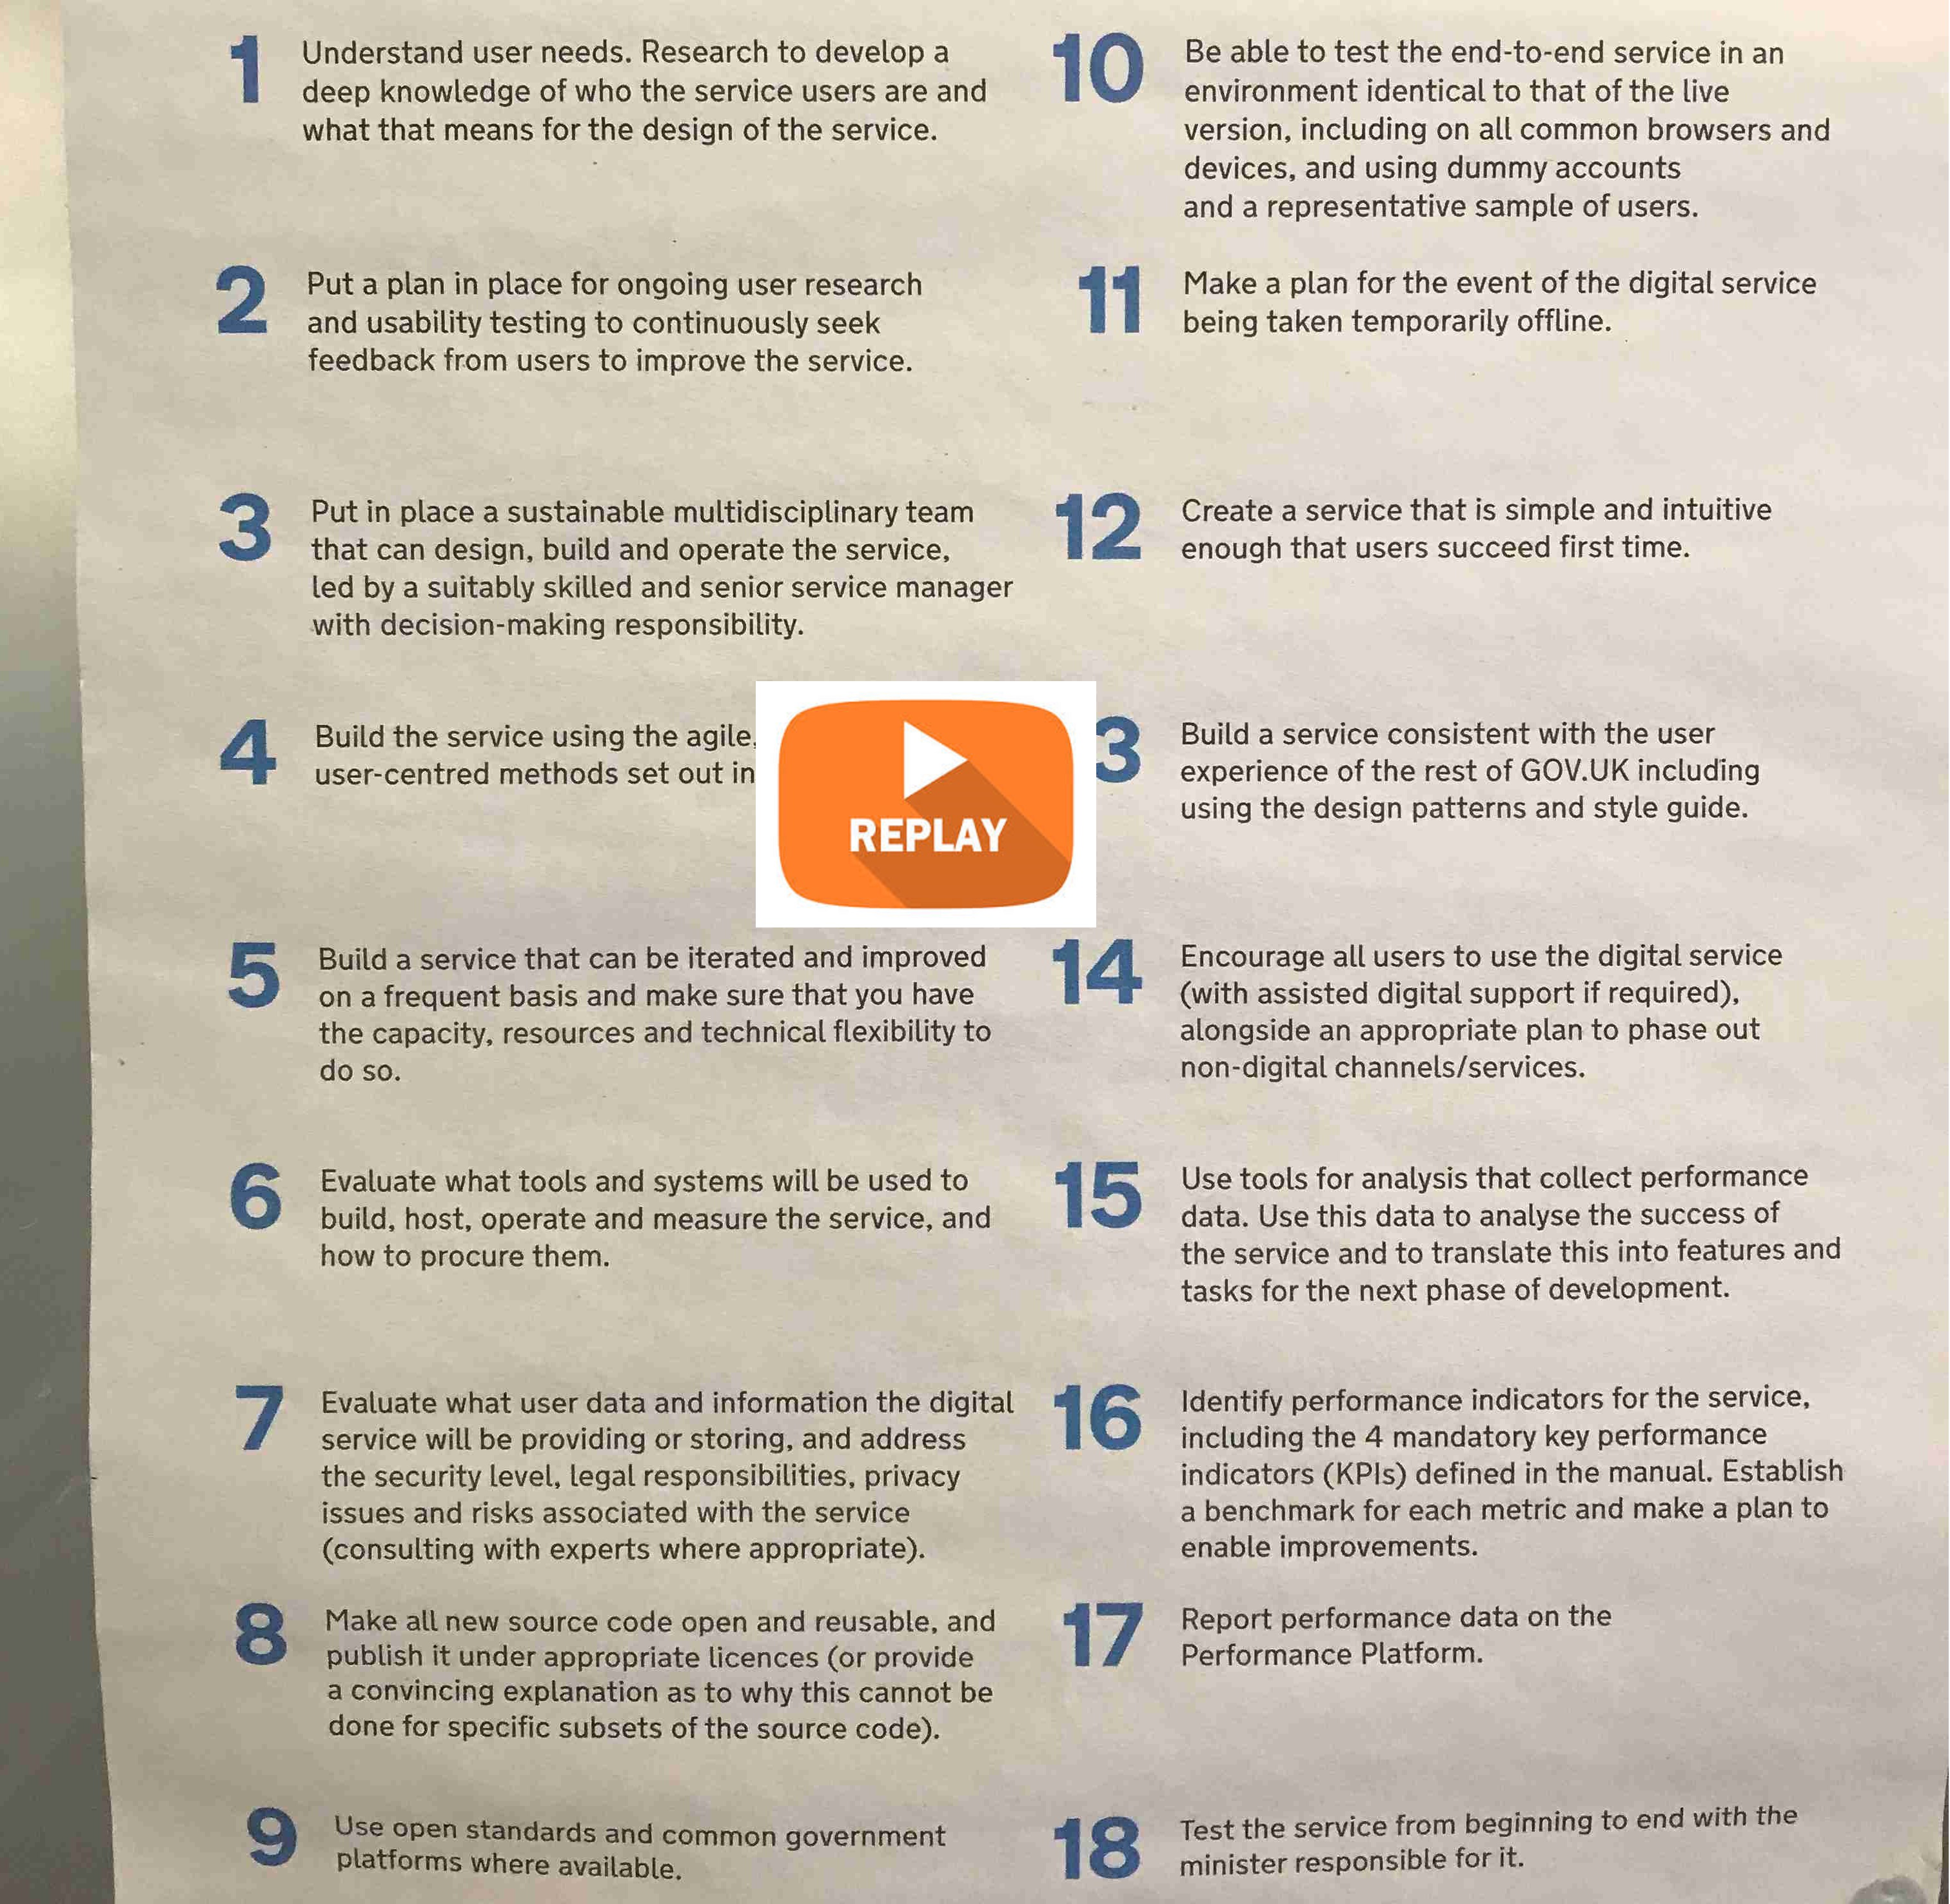 1
Understand user needs. Research to develop a
deep knowledge of who the service users are and
what that means for the design of the service.
2
Put a plan in place for ongoing user research
and usability testing to continuously seek
feedback from users to improve the service.
3
Put in place a sustainable multidisciplinary team
that can design, build and operate the service,
led by a suitably skilled and senior service manager
with decision-making responsibility.
4
Build the service using the agile,
user-centred methods set out in
5
Build a service that can be iterated and improved
on a frequent basis and make sure that you have
the capacity, resources and technical flexibility to
do so.
6
Evaluate what tools and systems will be used to
build, host, operate and measure the service, and
how to procure them.
7
Evaluate what user data and information the digital
service will be providing or storing, and address
the security level, legal responsibilities, privacy
issues and risks associated with the service
(consulting with experts where appropriate).
8
Make all new source code open and reusable, and
publish it under appropriate licences (or provide
a convincing explanation as to why this cannot be
done for specific subsets of the source code).
9
Use open standards and common government
platforms where available.
REPLAY
10
Be able to test the end-to-end service in an
environment identical to that of the live
version, including on all common browsers and
devices, and using dummy accounts
and a representative sample of users.
11
Make a plan for the event of the digital service
being taken temporarily offline.
12
Create a service that is simple and intuitive
enough that users succeed first time.
3
Build a service consistent with the user
experience of the rest of GOV.UK including
using the design patterns and style guide.
14
Encourage all users to use the digital service
(with assisted digital support if required),
alongside an appropriate plan to phase out
non-digital channels/services.
15
Use tools for analysis that collect performance
data. Use this data to analyse the success of
the service and to translate this into features and
tasks for the next phase of development.
16
Identify performance indicators for the service,
including the 4 mandatory key performance
indicators (KPIs) defined in the manual. Establish
a benchmark for each metric and make a plan to
enable improvements.
17
Report performance data on the
Performance Platform.
18
Test the service from beginning to end with the
minister responsible for it.